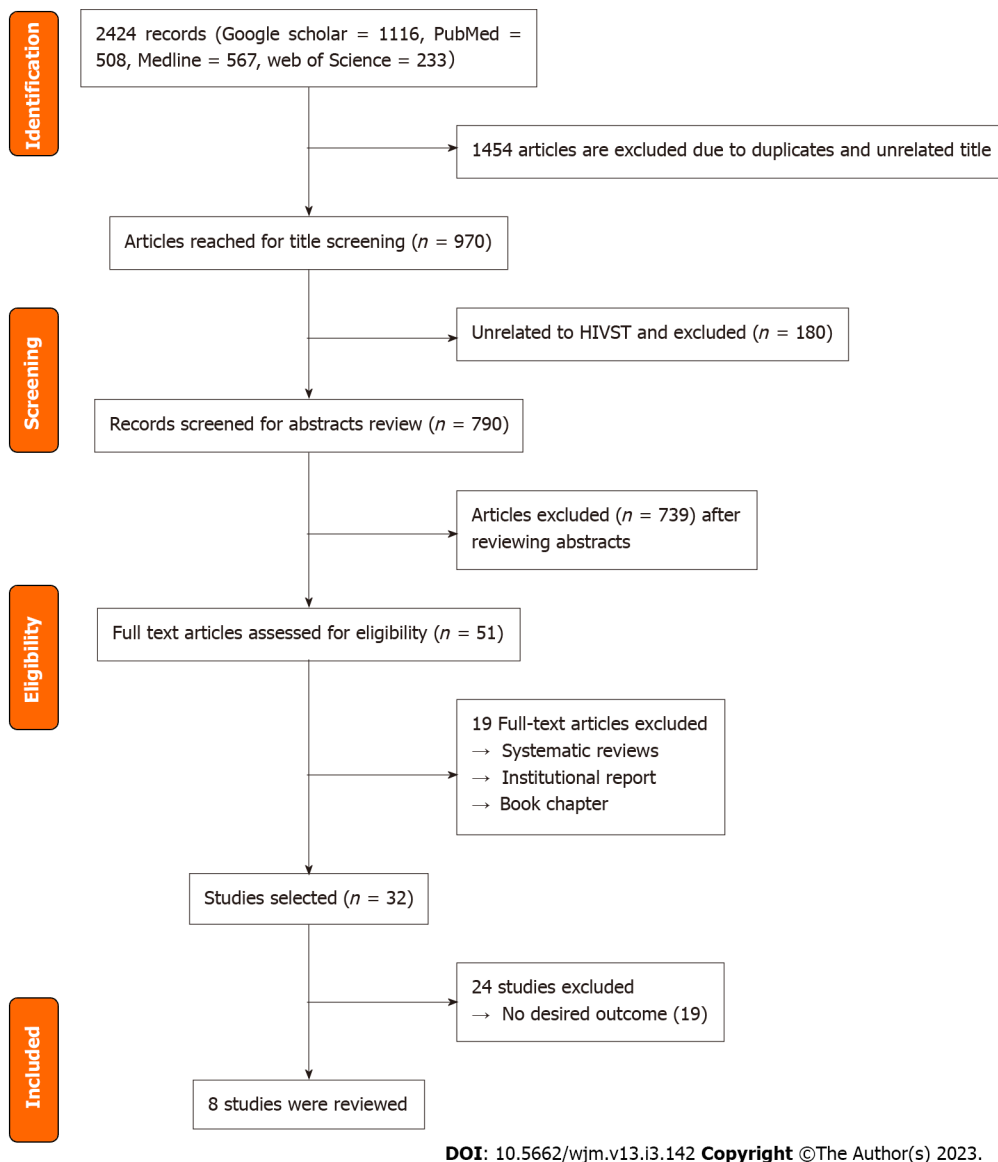 Identification
2424 records (Google scholar = 1116, PubMed =
508, Medline = 567, web of Science = 233)
1454 articles are excluded due to duplicates and unrelated title
Articles reached for title screening (n = 970)
Screening
Unrelated to HIVST and excluded (n = 180)
Records screened for abstracts review (n = 790)
Articles excluded (n = 739) after
reviewing abstracts
Eligibility
Full text articles assessed for eligibility (n = 51)
19 Full-text articles excluded
→ Systematic reviews
→ Institutional report
→ Book chapter
Studies selected (n = 32)
24 studies excluded
→ No desired outcome (19)
Included
8 studies were reviewed
DOI: 10.5662/wjm.v13.i3.142 Copyright ©The Author(s) 2023.